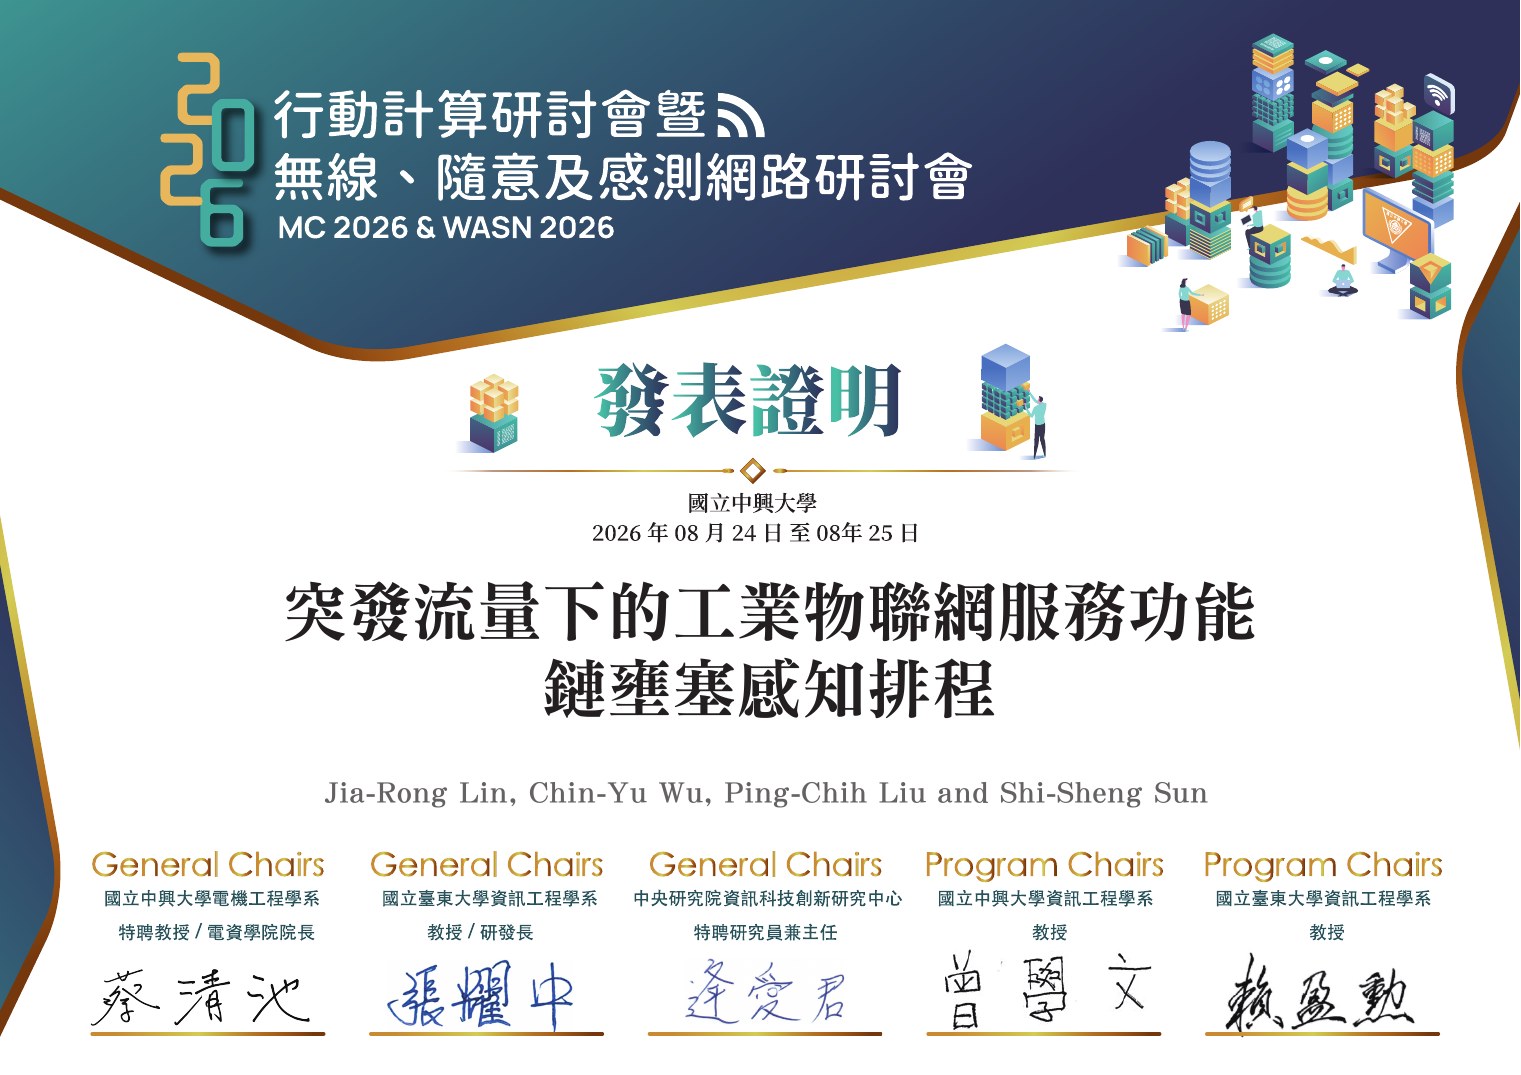 2026
行動計算研討會暨
無線、隨意及感測網路研討會
MC 2026 & WASN 2026
發表證明
國立中興大學
2026 年 08 月 24 日 至 08年 25 日
突發流量下的工業物聯網服務功能
鏈壅塞感知排程
Jia-Rong Lin, Chin-Yu Wu, Ping-Chih Liu and Shi-Sheng Sun
General Chairs
國立中興大學電機工程學系
特聘教授 / 電資學院院長
蔡清池
General Chairs
國立臺東大學資訊工程學系
教授 / 研發長
張耀中
General Chairs
中央研究院資訊科技創新研究中心
特聘研究員兼主任
逄愛君
Program Chairs
國立中興大學資訊工程學系
教授
曾學文
Program Chairs
國立臺東大學資訊工程學系
教授
賴盈勳